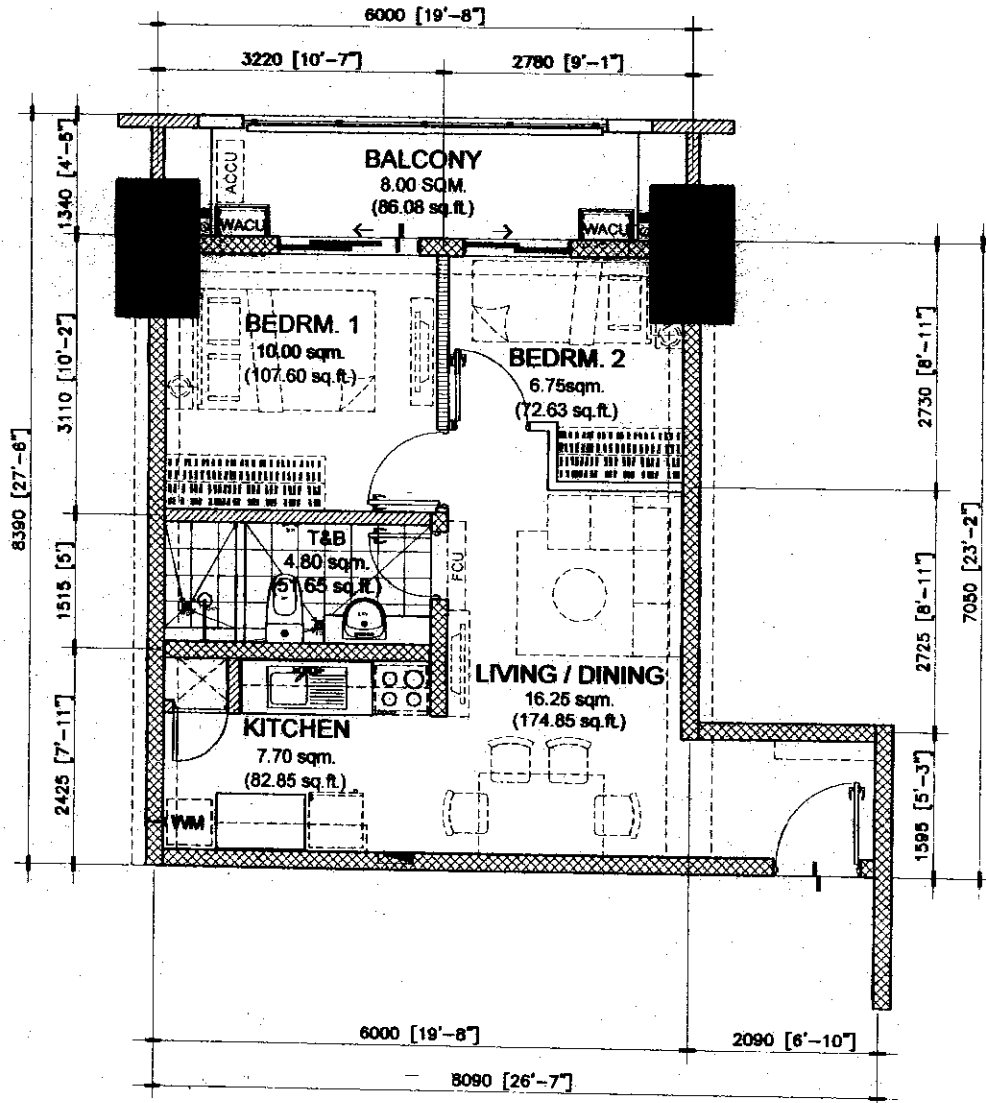 6000 [19'-8"]
3220 [10'-7"]
2780 [9'-1"]
8390 [27'-6"]
1340 [4'-5"]
3110 [10'-2"]
1515 [5']
2425 [7'-11"]
BALCONY
8.00 SQM.
(86.08 sq.ft.)
ACCU
WACU
WACU
BEDRM. 1
10.00 sqm.
(107.60 sq.ft.)
BEDRM. 2
6.75sqm.
(72.63 sq.ft.)
T&B
4.80 sqm.
(51.65 sq.ft.)
FCU
LIVING / DINING
16.25 sqm.
(174.85 sq.ft.)
KITCHEN
7.70 sqm.
(82.85 sq.ft.)
WM
2730 [8'-11"]
2725 [8'-11"]
1595 [5'-3"]
7050 [23'-2"]
6000 [19'-8"]
2090 [6'-10"]
8090 [26'-7"]